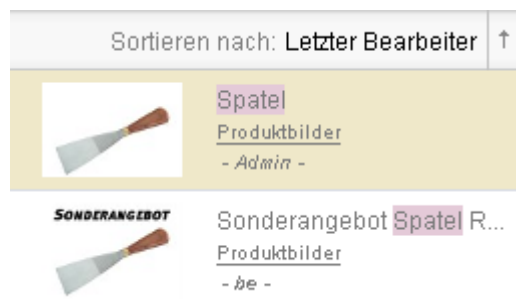 Sortieren nach: Letzter Bearbeiter ↑
Spatel
Produktbilder
- Admin -
SONDERANGEBOT
Sonderangebot Spatel R...
Produktbilder
- be -